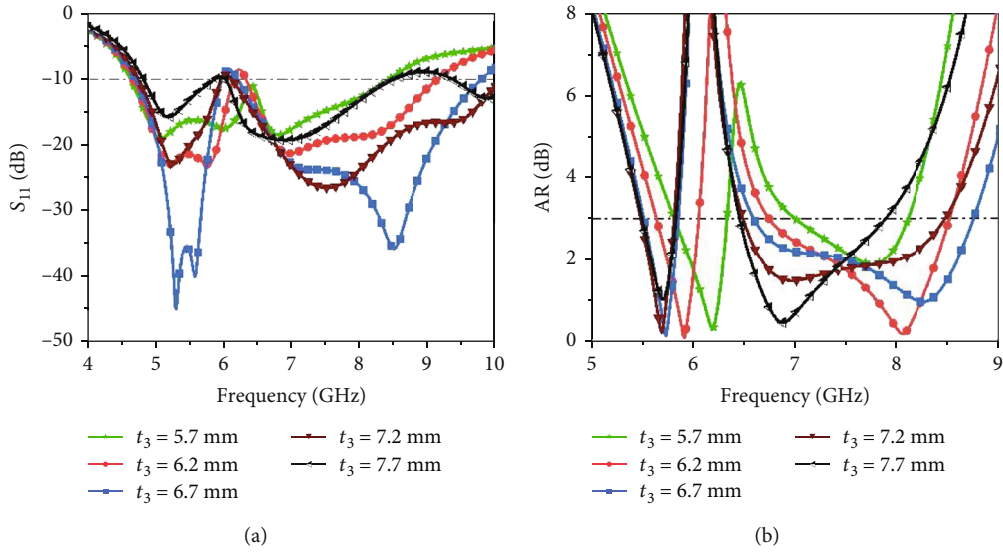 0
−10
−20
−30
−40
−50
S₁₁ (dB)
4 5 6 7 8 9 10
Frequency (GHz)
t₃ = 5.7 mm
t₃ = 6.2 mm
t₃ = 6.7 mm
t₃ = 7.2 mm
t₃ = 7.7 mm
(a)
8
6
4
2
0
AR (dB)
5 6 7 8 9
Frequency (GHz)
t₃ = 5.7 mm
t₃ = 6.2 mm
t₃ = 6.7 mm
t₃ = 7.2 mm
t₃ = 7.7 mm
(b)